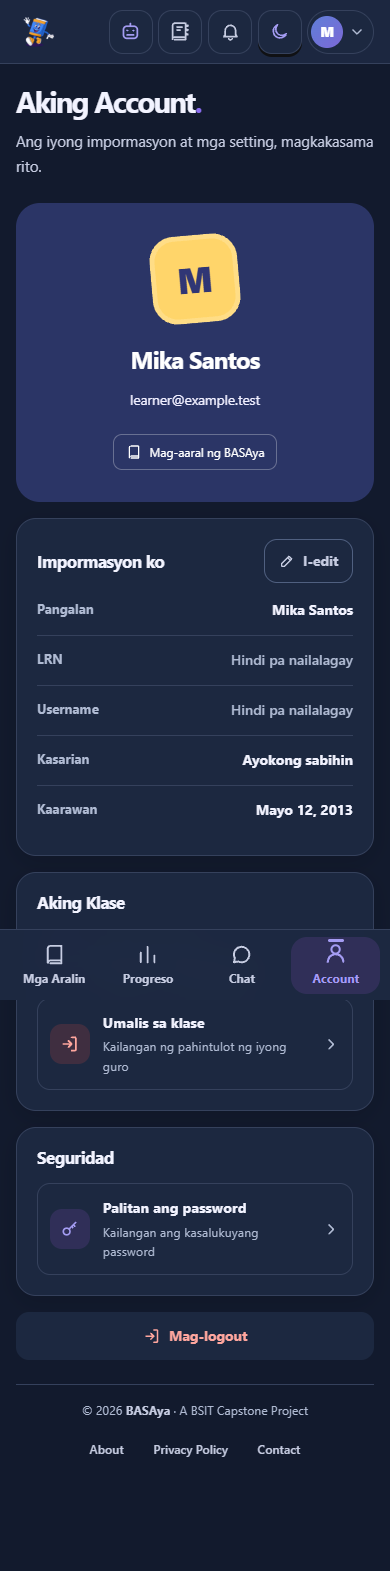 M
Aking Account.
Ang iyong impormasyon at mga setting, magkakasama
rito.
M
Mika Santos
learner@example.test
Mag-aaral ng BASAya
Impormasyon ko
I-edit
Pangalan
Mika Santos
LRN
Hindi pa nailalagay
Username
Hindi pa nailalagay
Kasarian
Ayokong sabihin
Kaarawan
Mayo 12, 2013
Aking Klase
Mga Aralin
Progreso
Chat
Account
Umalis sa klase
Kailangan ng pahintulot ng iyong
guro
Seguridad
Palitan ang password
Kailangan ang kasalukuyang
password
Mag-logout
© 2026 BASAya · A BSIT Capstone Project
About
Privacy Policy
Contact